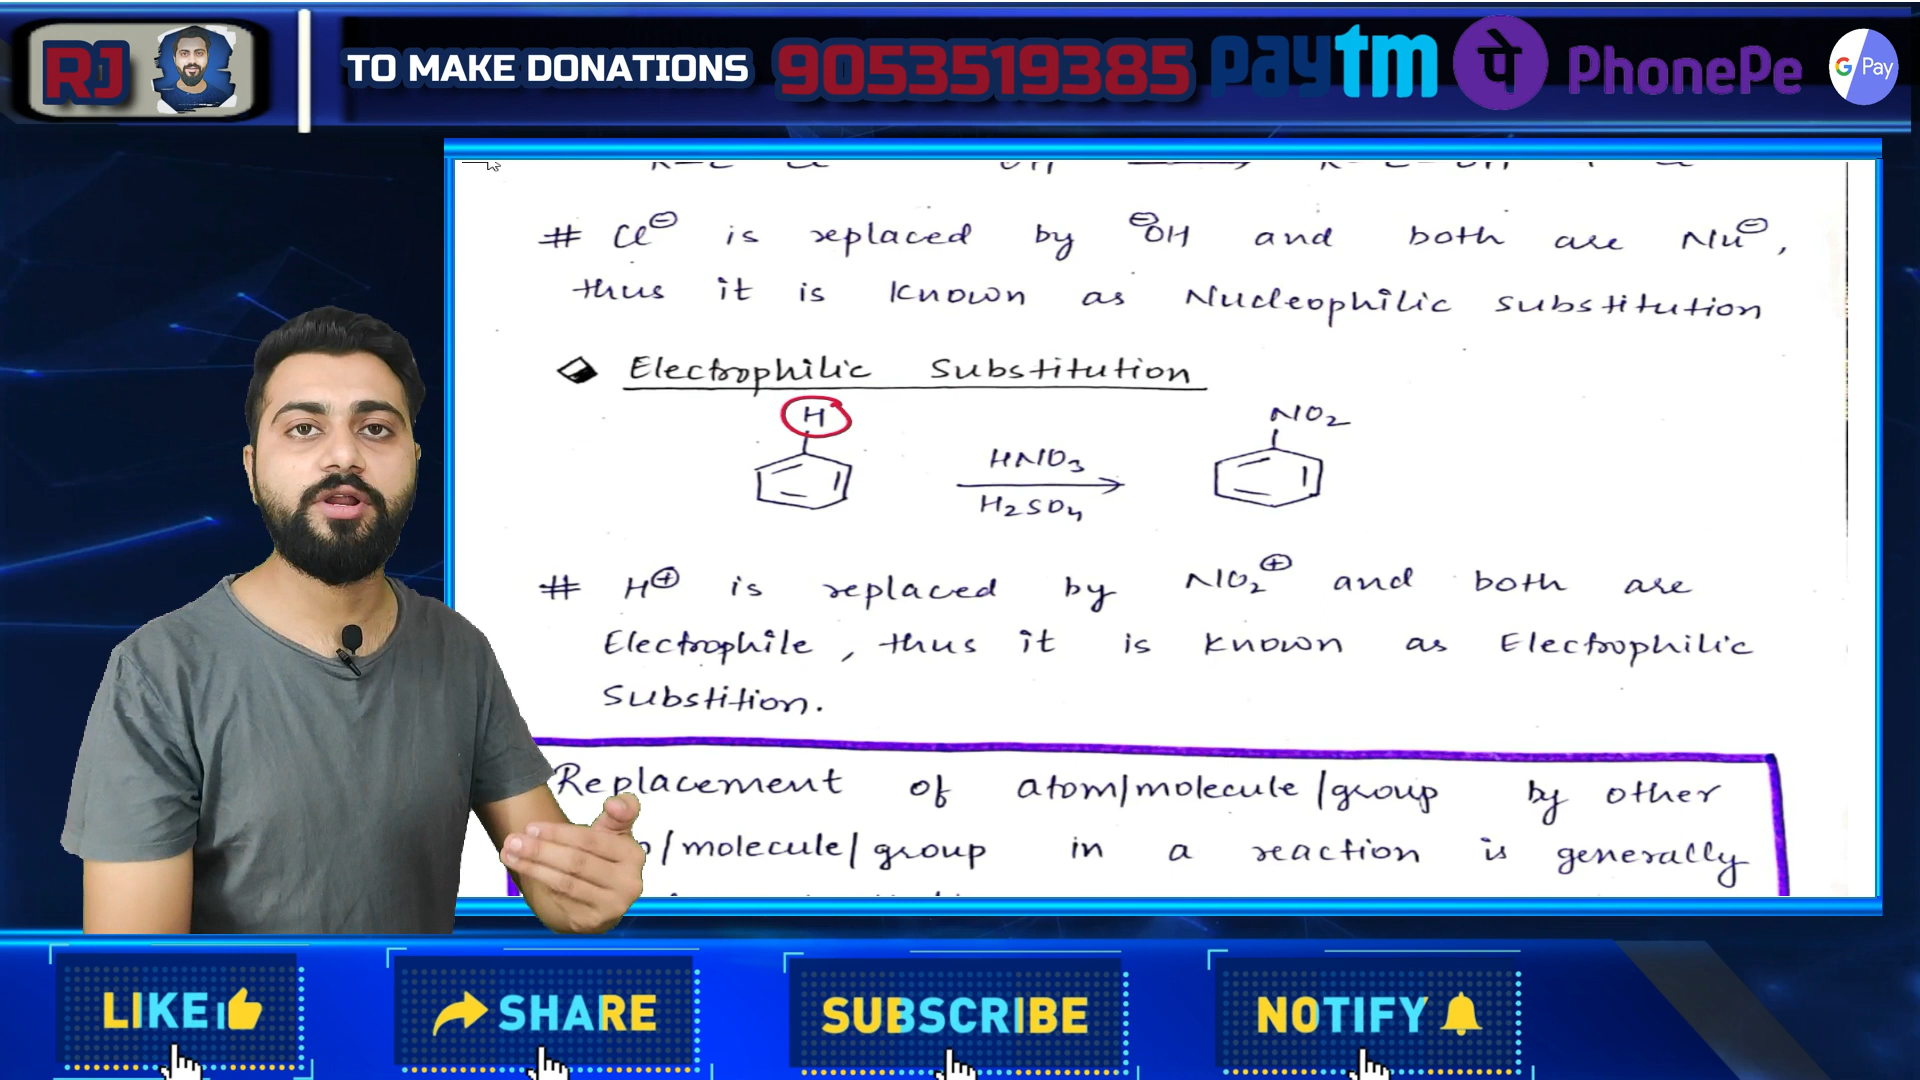 RJ
TO MAKE DONATIONS 9053519385 paytm पे PhonePe G Pay
# Cl⊖ is replaced by ⊖OH and both are Nu⊖,
thus it is known as Nucleophilic substitution
Electrophilic Substitution
H
NO2
HNO3
H2SO4
# H⊕ is replaced by NO2⊕ and both are
Electrophile, thus it is known as Electrophilic
Substition.
Replacement of atom/molecule/group by other
/molecule/group in a reaction is generally
LIKE
SHARE
SUBSCRIBE
NOTIFY